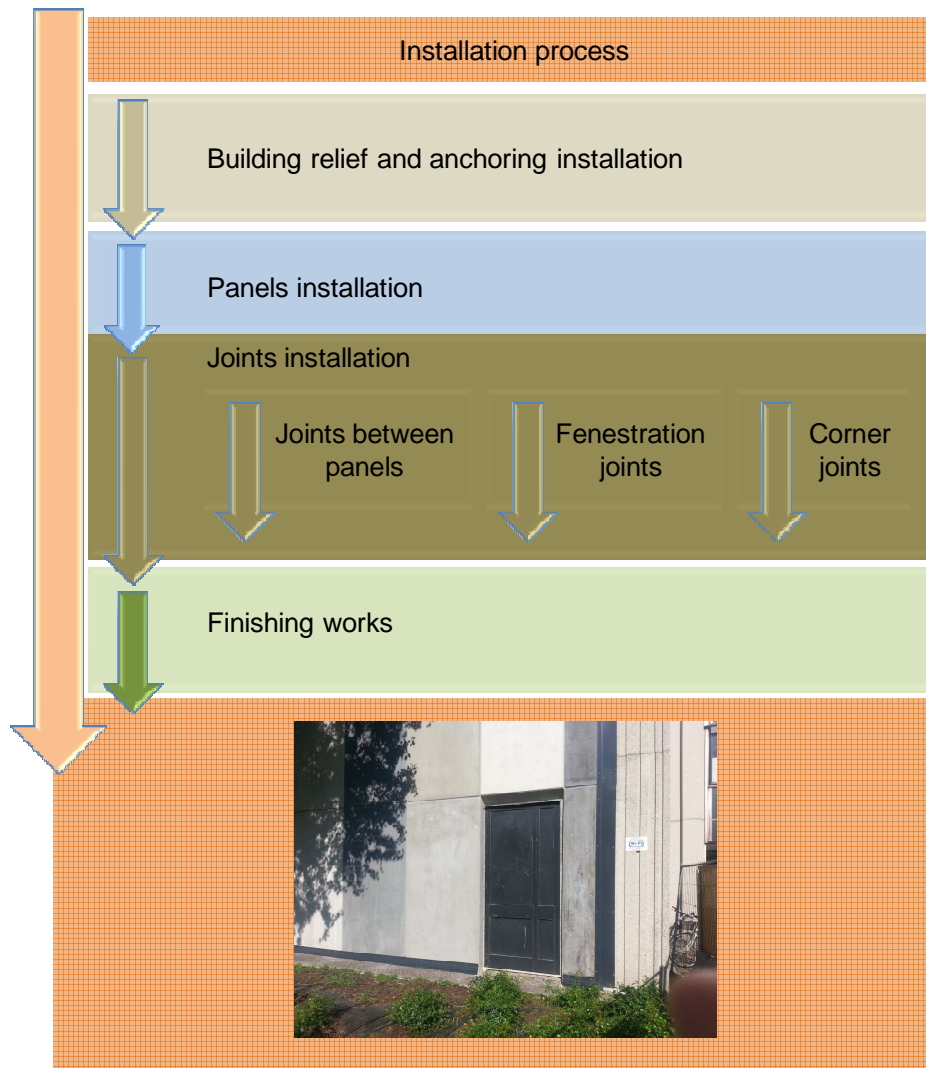 Installation process
Building relief and anchoring installation
Panels installation
Joints installation
Joints between
panels
Fenestration
joints
Corner
joints
Finishing works